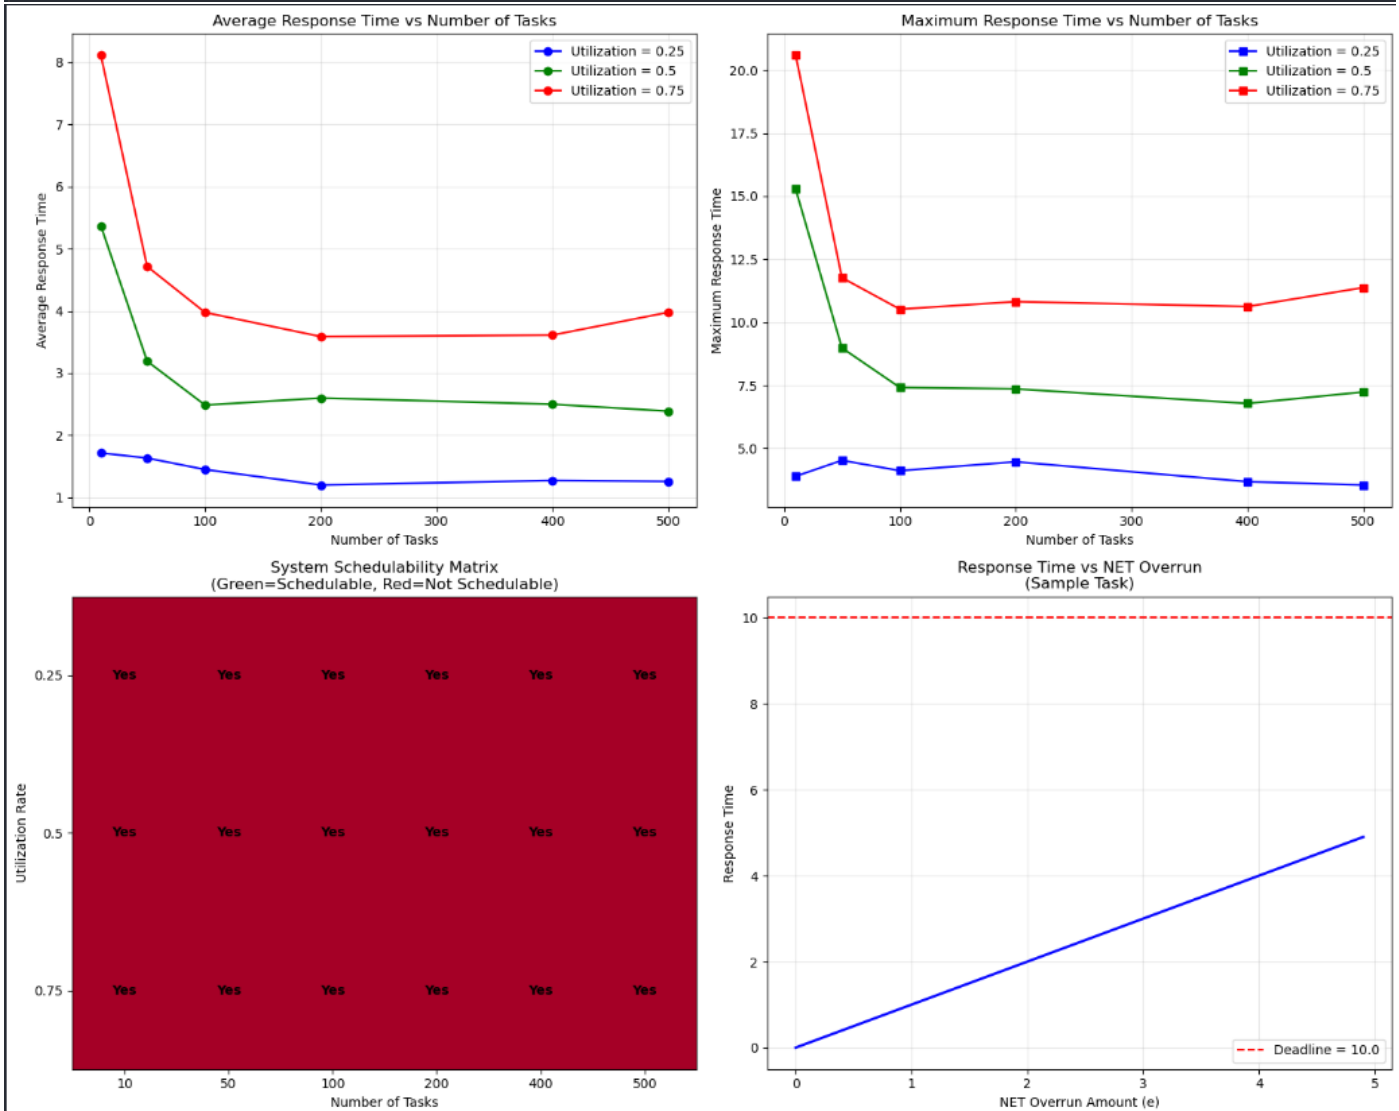 Average Response Time vs Number of Tasks
Utilization = 0.25
Utilization = 0.5
Utilization = 0.75
8
7
6
5
4
3
2
1
Average Response Time
0 100 200 300 400 500
Number of Tasks
Maximum Response Time vs Number of Tasks
Utilization = 0.25
Utilization = 0.5
Utilization = 0.75
20.0
17.5
15.0
12.5
10.0
7.5
5.0
Maximum Response Time
0 100 200 300 400 500
Number of Tasks
System Schedulability Matrix
(Green=Schedulable, Red=Not Schedulable)
0.25 Yes Yes Yes Yes Yes Yes
0.5 Yes Yes Yes Yes Yes Yes
0.75 Yes Yes Yes Yes Yes Yes
Utilization Rate
10 50 100 200 400 500
Number of Tasks
Response Time vs NET Overrun
(Sample Task)
10
8
6
4
2
0
Response Time
Deadline = 10.0
0 1 2 3 4 5
NET Overrun Amount (e)